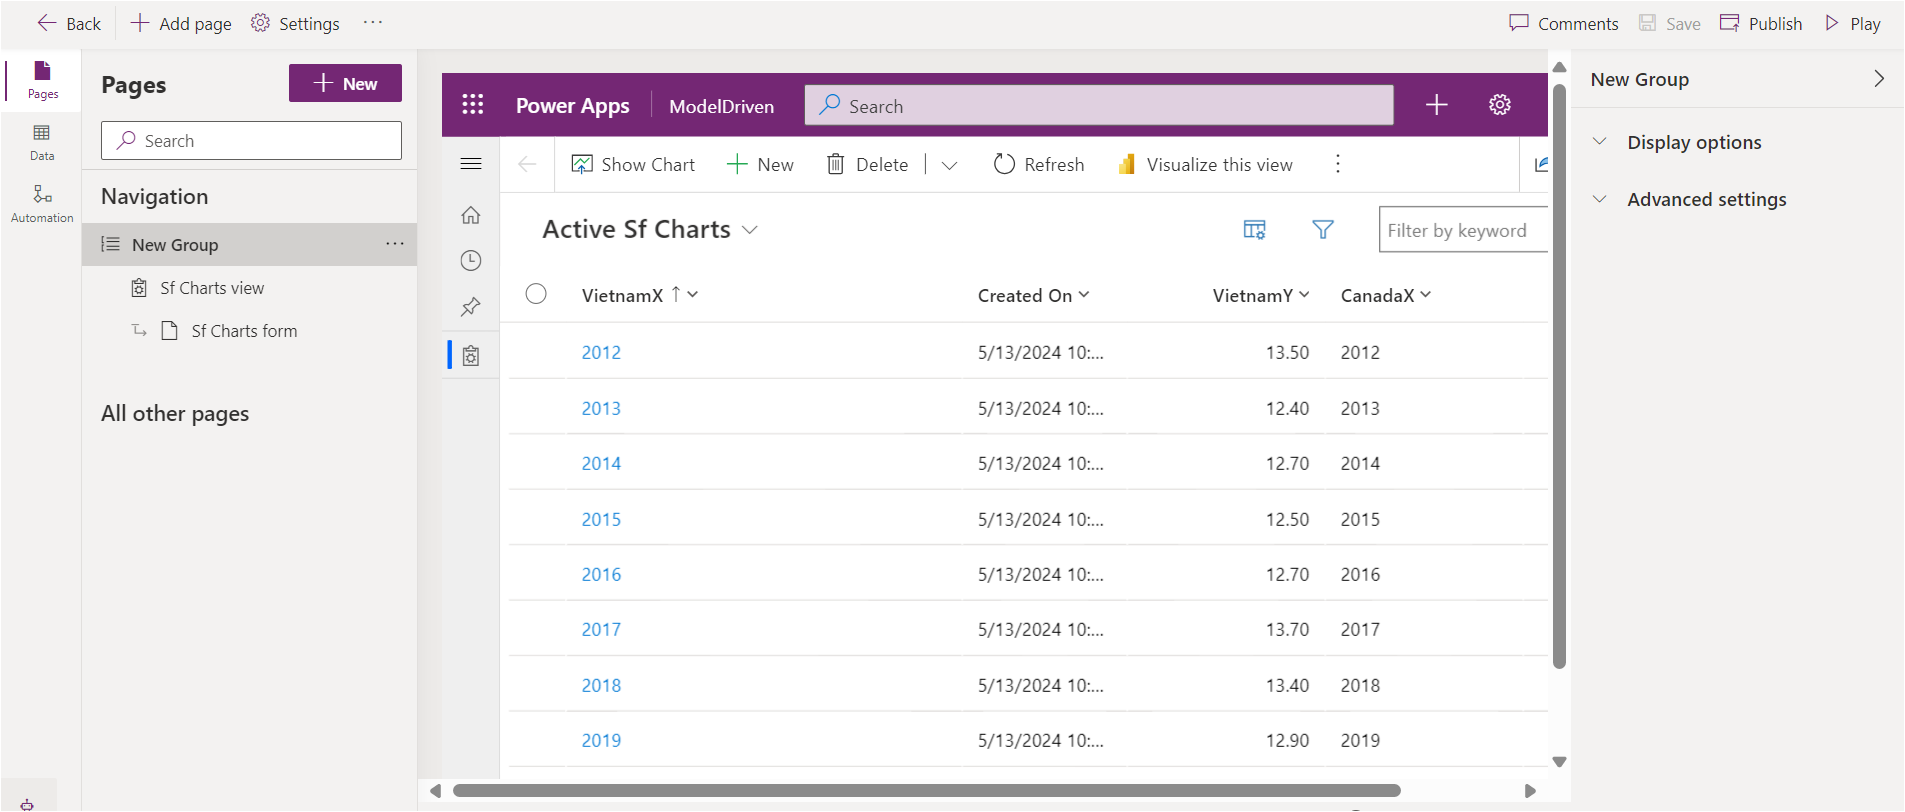 Back
Add page
Settings
Comments
Save
Publish
Play
Pages
Data
Automation
Pages
New
Search
Navigation
New Group
Sf Charts view
Sf Charts form
All other pages
Power Apps
ModelDriven
Search
Show Chart
New
Delete
Refresh
Visualize this view
Active Sf Charts
Filter by keyword
VietnamX Created On VietnamY CanadaX
2012 5/13/2024 10:... 13.50 2012
2013 5/13/2024 10:... 12.40 2013
2014 5/13/2024 10:... 12.70 2014
2015 5/13/2024 10:... 12.50 2015
2016 5/13/2024 10:... 12.70 2016
2017 5/13/2024 10:... 13.70 2017
2018 5/13/2024 10:... 13.40 2018
2019 5/13/2024 10:... 12.90 2019
New Group
Display options
Advanced settings